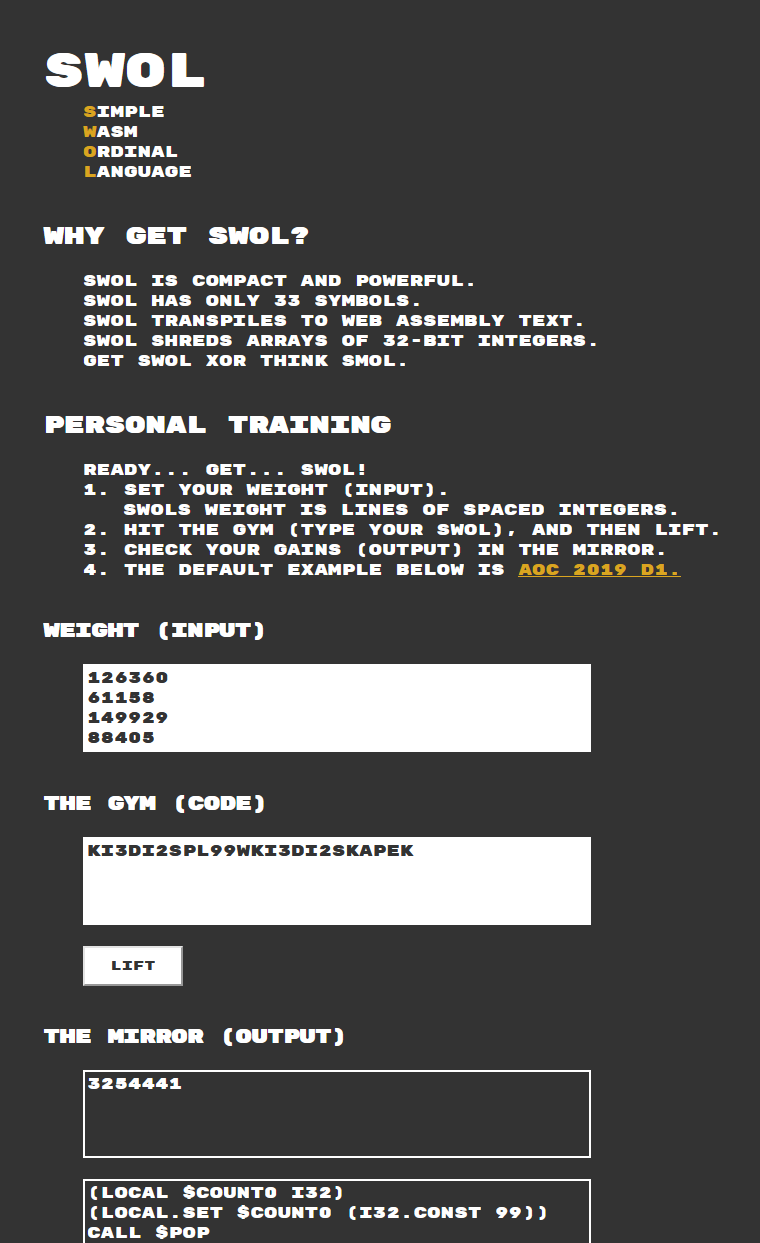 SWOL
SIMPLE
WASM
ORDINAL
LANGUAGE
WHY GET SWOL?
SWOL IS COMPACT AND POWERFUL.
SWOL HAS ONLY 33 SYMBOLS.
SWOL TRANSPILES TO WEB ASSEMBLY TEXT.
SWOL SHREDS ARRAYS OF 32-BIT INTEGERS.
GET SWOL XOR THINK SMOL.
PERSONAL TRAINING
READY... GET... SWOL!
1. SET YOUR WEIGHT (INPUT).
SWOLS WEIGHT IS LINES OF SPACED INTEGERS.
2. HIT THE GYM (TYPE YOUR SWOL), AND THEN LIFT.
3. CHECK YOUR GAINS (OUTPUT) IN THE MIRROR.
4. THE DEFAULT EXAMPLE BELOW IS AOC 2019 D1.
WEIGHT (INPUT)
126360
61158
149929
88405
THE GYM (CODE)
KI3DI2SPL99WKI3DI2SKAPEK
LIFT
THE MIRROR (OUTPUT)
3254441
(LOCAL $COUNT0 I32)
(LOCAL.SET $COUNT0 (I32.CONST 99))
CALL $POP